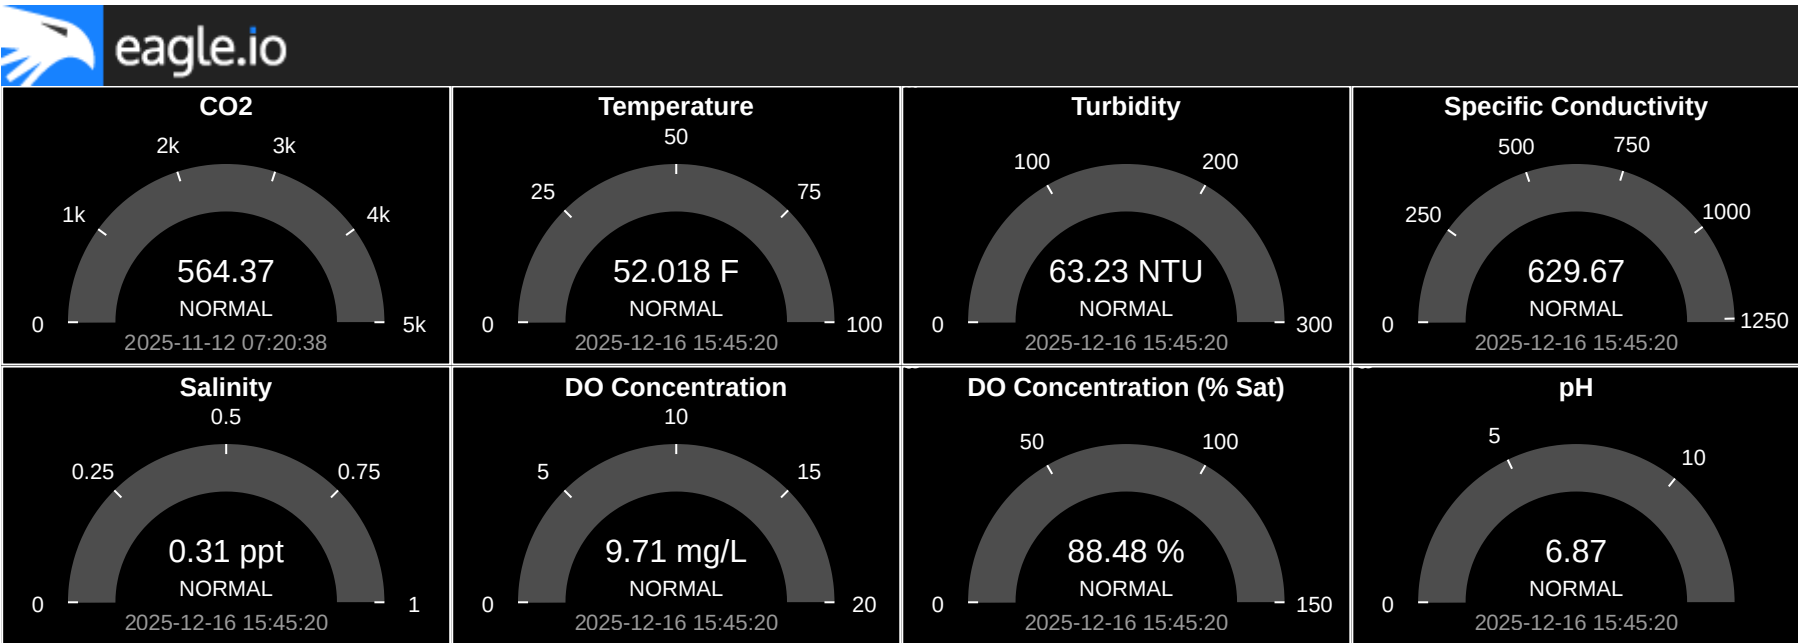 eagle.io
CO2
2k
3k
1k
4k
564.37
NORMAL
0
5k
2025-11-12 07:20:38
Temperature
50
25
75
52.018 F
NORMAL
0
100
2025-12-16 15:45:20
Turbidity
100
200
63.23 NTU
NORMAL
0
300
2025-12-16 15:45:20
Specific Conductivity
500
750
250
1000
629.67
NORMAL
0
1250
2025-12-16 15:45:20
Salinity
0.5
0.25
0.75
0.31 ppt
NORMAL
0
1
2025-12-16 15:45:20
DO Concentration
10
5
15
9.71 mg/L
NORMAL
0
20
2025-12-16 15:45:20
DO Concentration (% Sat)
50
100
88.48 %
NORMAL
0
150
2025-12-16 15:45:20
pH
5
10
6.87
NORMAL
0
2025-12-16 15:45:20